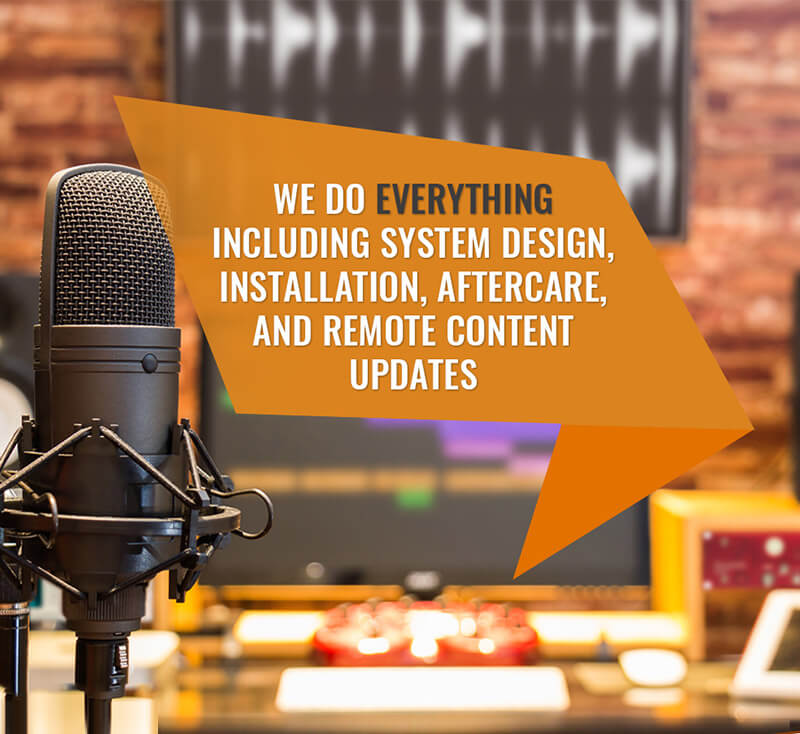 WE DO EVERYTHING
INCLUDING SYSTEM DESIGN,
INSTALLATION, AFTERCARE,
AND REMOTE CONTENT
UPDATES